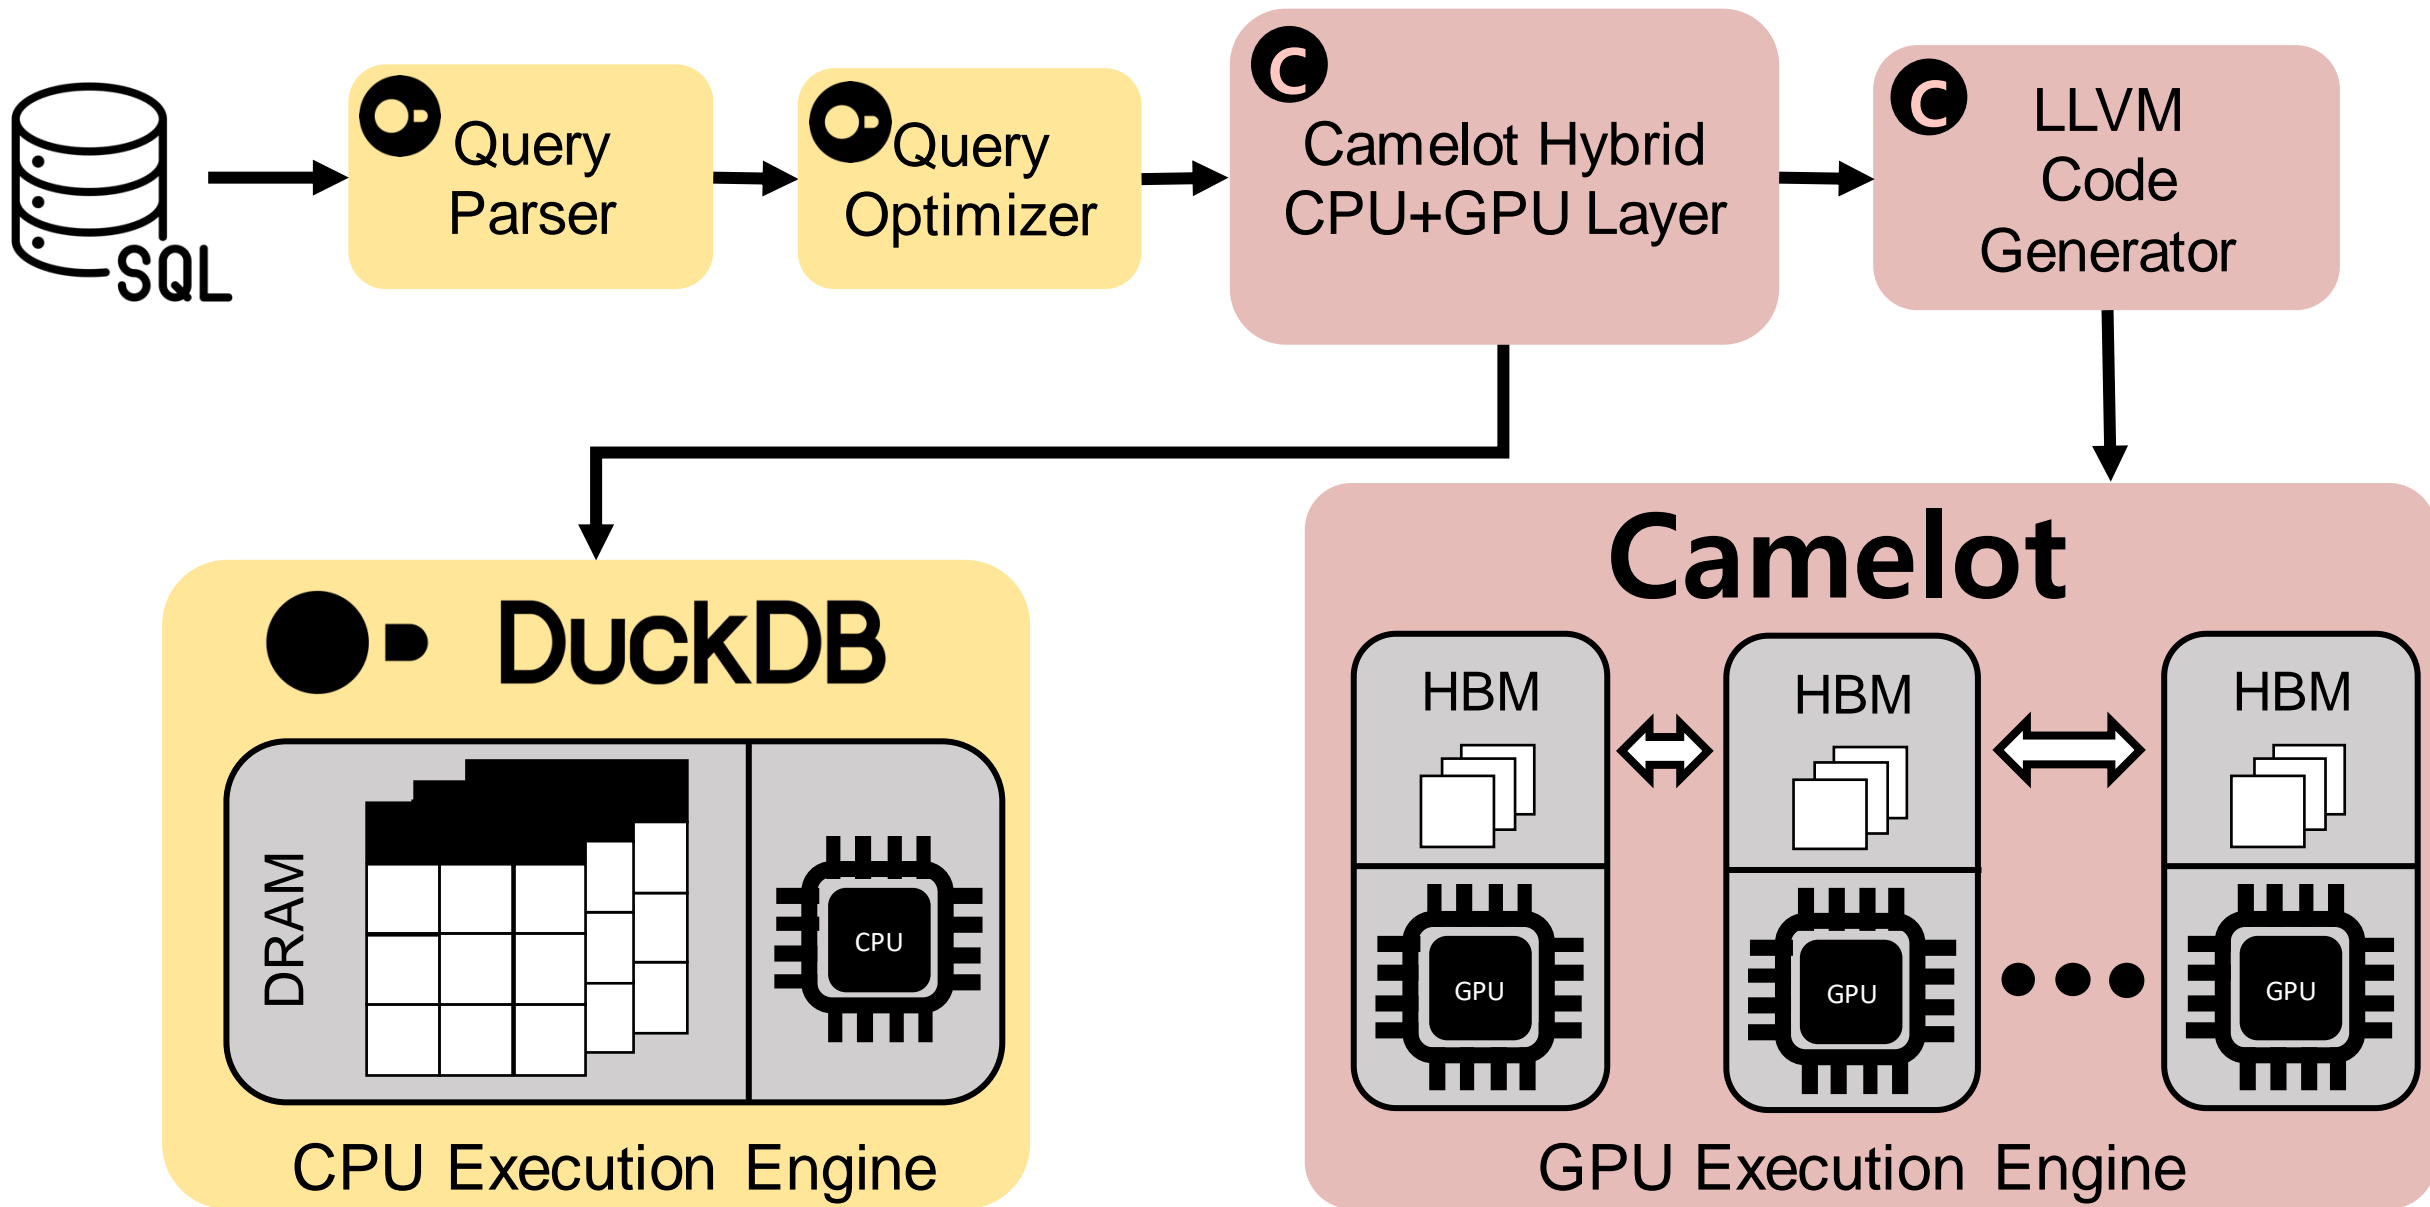 SQL
Query
Parser
Query
Optimizer
C
Camelot Hybrid
CPU+GPU Layer
C
LLVM
Code
Generator
DuckDB
DRAM
CPU
CPU Execution Engine
Camelot
HBM
HBM
HBM
GPU
GPU
GPU
GPU Execution Engine